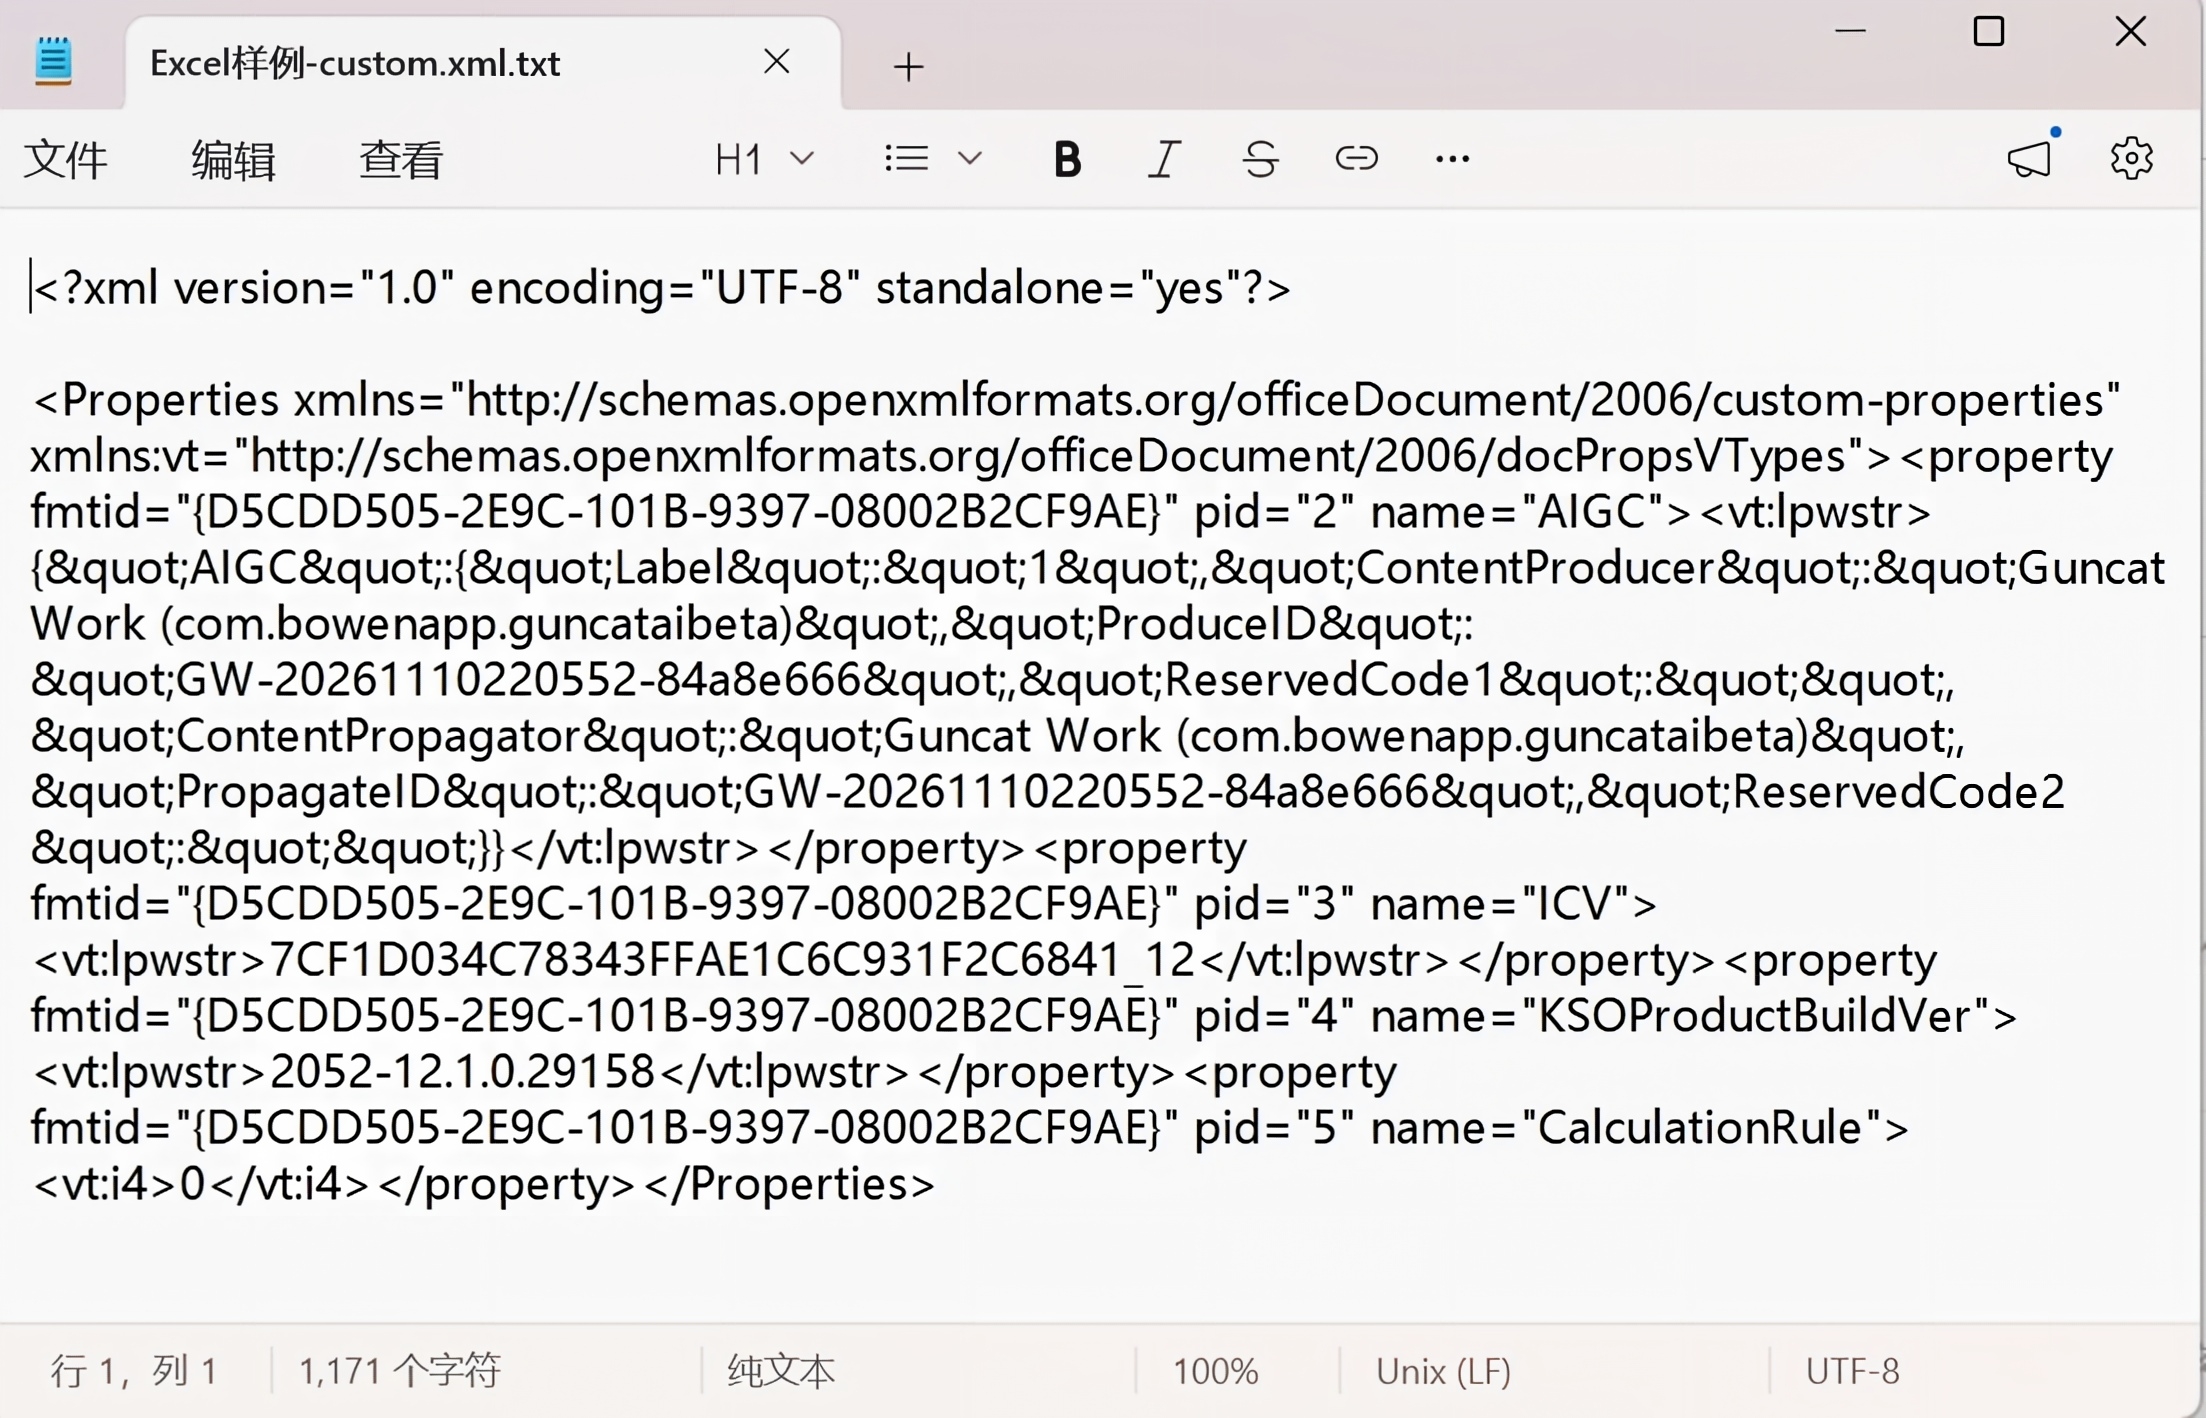 Excel样例-custom.xml.txt
文件 编辑 查看 H1 B I S
<?xml version="1.0" encoding="UTF-8" standalone="yes"?>
<Properties xmlns="http://schemas.openxmlformats.org/officeDocument/2006/custom-properties"
xmlns:vt="http://schemas.openxmlformats.org/officeDocument/2006/docPropsVTypes"><property
fmtid="{D5CDD505-2E9C-101B-9397-08002B2CF9AE}" pid="2" name="AIGC"><vt:lpwstr>
{&quot;AIGC&quot;:{&quot;Label&quot;:&quot;1&quot;,&quot;ContentProducer&quot;:&quot;Guncat
Work (com.bowenapp.guncataibeta)&quot;,&quot;ProduceID&quot;:
&quot;GW-20261110220552-84a8e666&quot;,&quot;ReservedCode1&quot;:&quot;&quot;,
&quot;ContentPropagator&quot;:&quot;Guncat Work (com.bowenapp.guncataibeta)&quot;,
&quot;PropagateID&quot;:&quot;GW-20261110220552-84a8e666&quot;,&quot;ReservedCode2
&quot;:&quot;&quot;}}</vt:lpwstr></property><property
fmtid="{D5CDD505-2E9C-101B-9397-08002B2CF9AE}" pid="3" name="ICV">
<vt:lpwstr>7CF1D034C78343FFAE1C6C931F2C6841_12</vt:lpwstr></property><property
fmtid="{D5CDD505-2E9C-101B-9397-08002B2CF9AE}" pid="4" name="KSOProductBuildVer">
<vt:lpwstr>2052-12.1.0.29158</vt:lpwstr></property><property
fmtid="{D5CDD505-2E9C-101B-9397-08002B2CF9AE}" pid="5" name="CalculationRule">
<vt:i4>0</vt:i4></property></Properties>
行 1，列 1 1,171 个字符 纯文本 100% Unix (LF) UTF-8